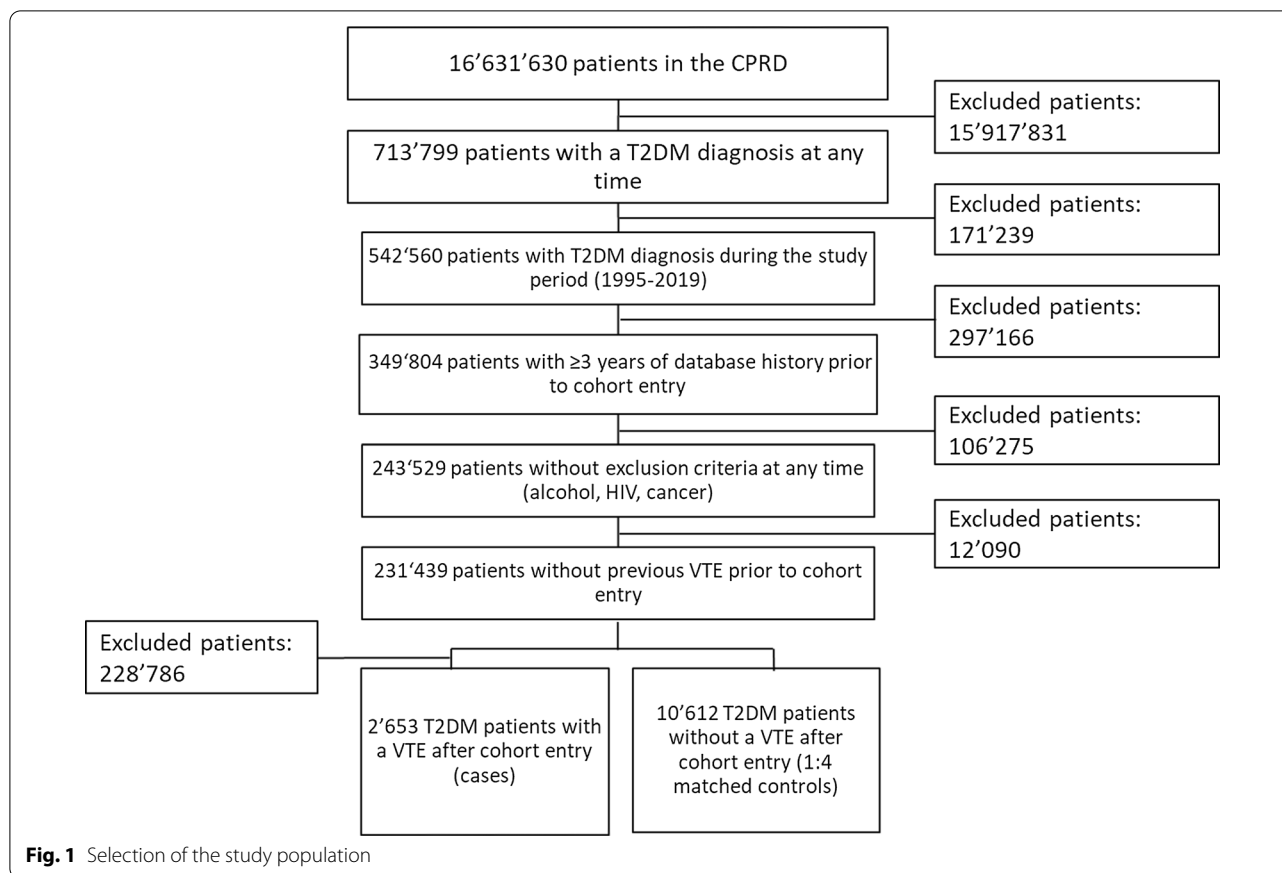 16’631’630 patients in the CPRD
Excluded patients:
15’917’831
713’799 patients with a T2DM diagnosis at any
time
Excluded patients:
171’239
542‘560 patients with T2DM diagnosis during the study
period (1995-2019)
Excluded patients:
297’166
349‘804 patients with ≥3 years of database history prior
to cohort entry
Excluded patients:
106’275
243‘529 patients without exclusion criteria at any time
(alcohol, HIV, cancer)
Excluded patients:
12’090
231‘439 patients without previous VTE prior to cohort
entry
Excluded patients:
228’786
2’653 T2DM patients with
a VTE after cohort entry
(cases)
10’612 T2DM patients
without a VTE after
cohort entry (1:4
matched controls)
Fig. 1 Selection of the study population